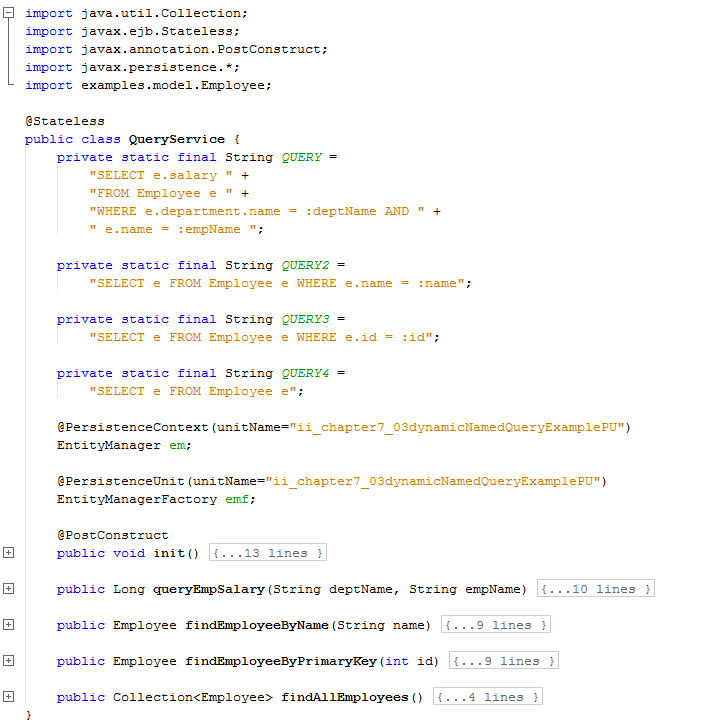 import java.util.Collection;
import javax.ejb.Stateless;
import javax.annotation.PostConstruct;
import javax.persistence.*;
import examples.model.Employee;

@Stateless
public class QueryService {
    private static final String QUERY =
        "SELECT e.salary " +
        "FROM Employee e " +
        "WHERE e.department.name = :deptName AND " +
        " e.name = :empName ";

    private static final String QUERY2 =
        "SELECT e FROM Employee e WHERE e.name = :name";

    private static final String QUERY3 =
        "SELECT e FROM Employee e WHERE e.id = :id";

    private static final String QUERY4 =
        "SELECT e FROM Employee e";

    @PersistenceContext(unitName="ii_chapter7_03dynamicNamedQueryExamplePU")
    EntityManager em;

    @PersistenceUnit(unitName="ii_chapter7_03dynamicNamedQueryExamplePU")
    EntityManagerFactory emf;

    @PostConstruct
    public void init() {...13 lines }

    public Long queryEmpSalary(String deptName, String empName) {...10 lines }

    public Employee findEmployeeByName(String name) {...9 lines }

    public Employee findEmployeeByPrimaryKey(int id) {...9 lines }

    public Collection<Employee> findAllEmployees() {...4 lines }
}